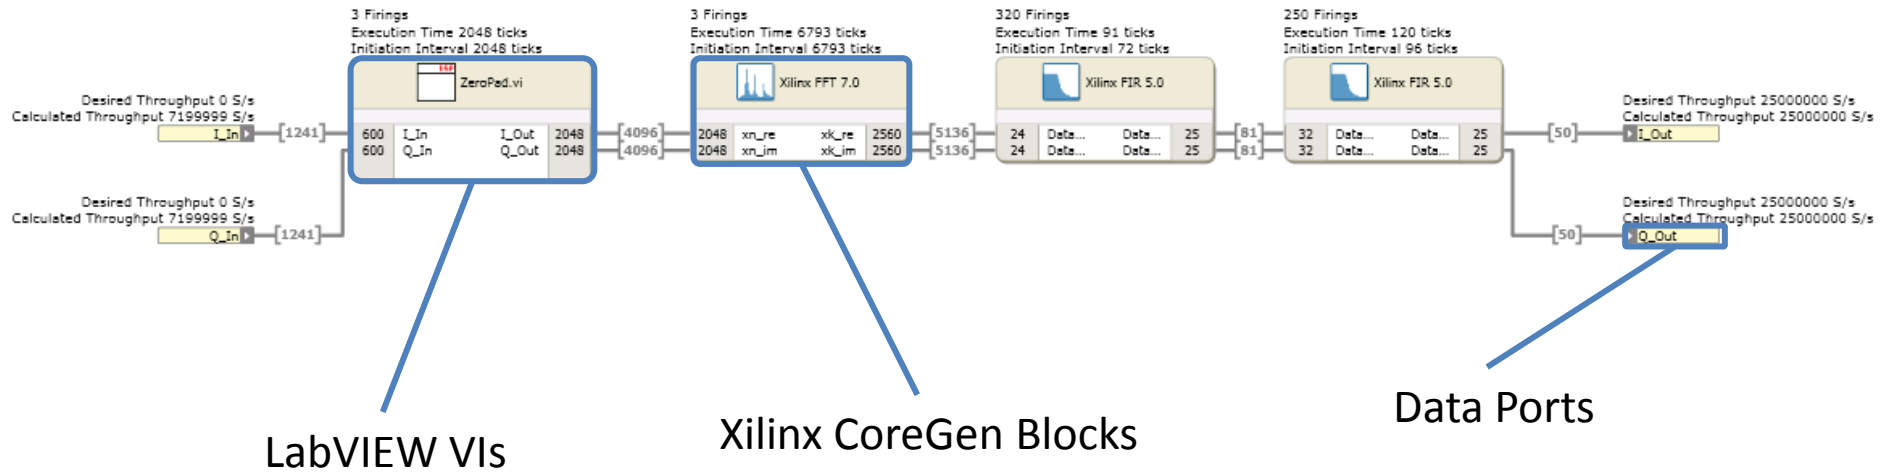 3 Firings
Execution Time 2048 ticks
Initiation Interval 2048 ticks
3 Firings
Execution Time 6793 ticks
Initiation Interval 6793 ticks
320 Firings
Execution Time 91 ticks
Initiation Interval 72 ticks
250 Firings
Execution Time 120 ticks
Initiation Interval 96 ticks
ZeroPad.vi
Xilinx FFT 7.0
Xilinx FIR 5.0
Xilinx FIR 5.0
Desired Throughput 0 S/s
Calculated Throughput 7199999 S/s
I_In [1241] 600 I_In I_Out 2048 [4096] 2048 xn_re xk_re 2560 [5136] 24 Data... Data... 25 [81] 32 Data... Data... 25 [50] I_Out
600 Q_In Q_Out 2048 [4096] 2048 xn_im xk_im 2560 [5136] 24 Data... Data... 25 [81] 32 Data... Data... 25
Desired Throughput 25000000 S/s
Calculated Throughput 25000000 S/s
Desired Throughput 0 S/s
Calculated Throughput 7199999 S/s
Q_In [1241]
Desired Throughput 25000000 S/s
Calculated Throughput 25000000 S/s
[50] Q_Out
LabVIEW VIs
Xilinx CoreGen Blocks
Data Ports